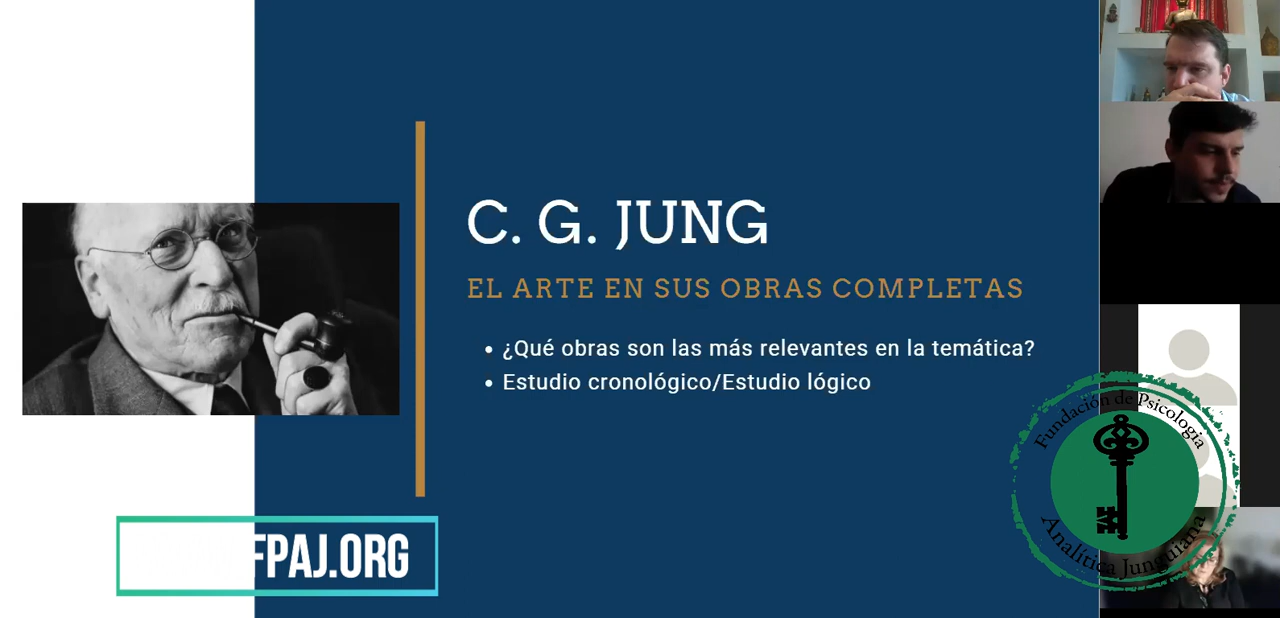 C. G. JUNG
EL ARTE EN SUS OBRAS COMPLETAS
• ¿Qué obras son las más relevantes en la temática?
• Estudio cronológico/Estudio lógico
Fundación de Psicología
Analítica Junguiana
FPAJ.ORG